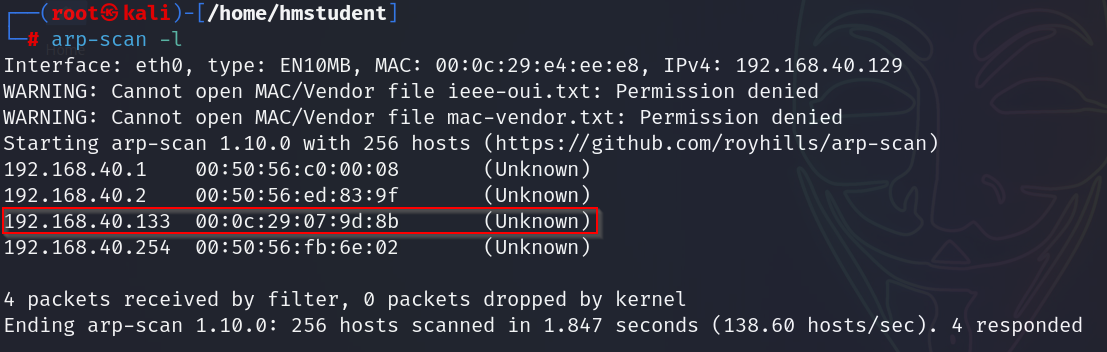 ┌──(root㉿kali)-[/home/hmstudent]
└─# arp-scan -l
Interface: eth0, type: EN10MB, MAC: 00:0c:29:e4:ee:e8, IPv4: 192.168.40.129
WARNING: Cannot open MAC/Vendor file ieee-oui.txt: Permission denied
WARNING: Cannot open MAC/Vendor file mac-vendor.txt: Permission denied
Starting arp-scan 1.10.0 with 256 hosts (https://github.com/royhills/arp-scan)
192.168.40.1    00:50:56:c0:00:08       (Unknown)
192.168.40.2    00:50:56:ed:83:9f       (Unknown)
192.168.40.133  00:0c:29:07:9d:8b       (Unknown)
192.168.40.254  00:50:56:fb:6e:02       (Unknown)

4 packets received by filter, 0 packets dropped by kernel
Ending arp-scan 1.10.0: 256 hosts scanned in 1.847 seconds (138.60 hosts/sec). 4 responded